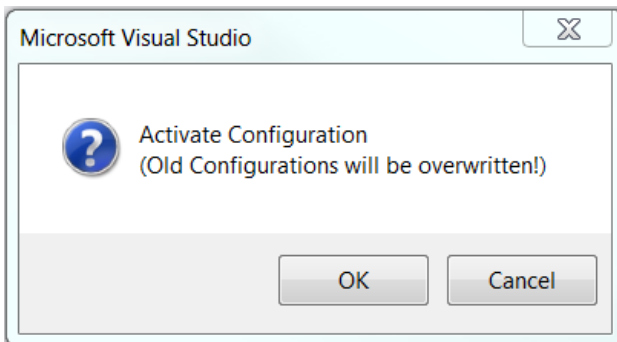 Microsoft Visual Studio
Activate Configuration
(Old Configurations will be overwritten!)
OK
Cancel